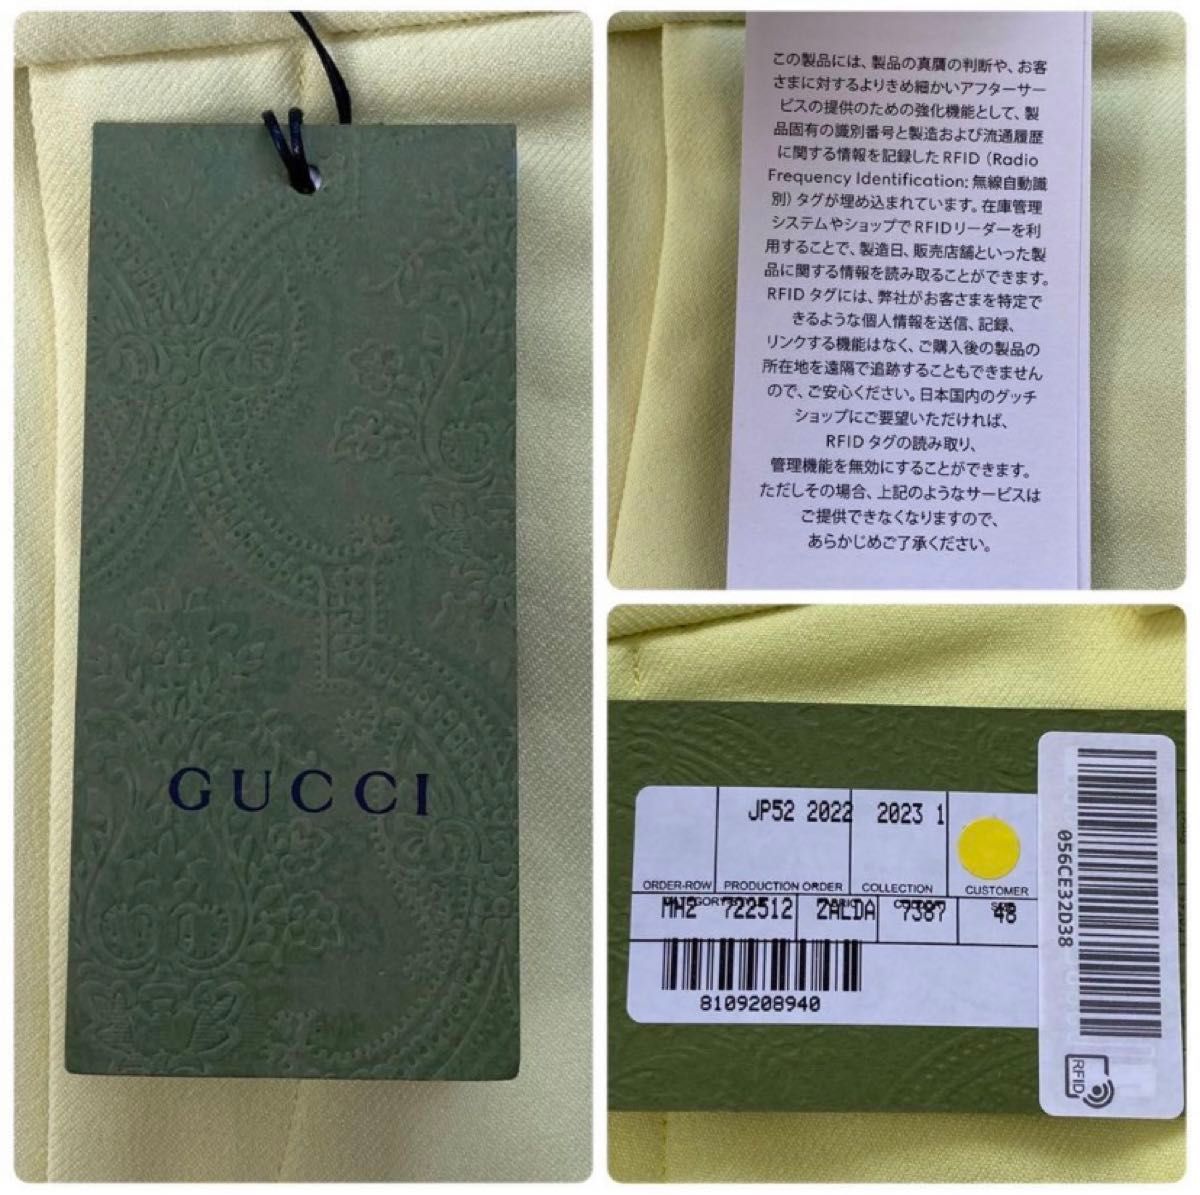 GUCCI
この製品には、製品の真贋の判断や、お客
さまに対するよりきめ細かいアフターサー
ビスの提供のための強化機能として、製
品固有の識別番号と製造および流通履歴
に関する情報を記録したRFID（Radio
Frequency Identification: 無線自動識
別）タグが埋め込まれています。在庫管理
システムやショップでRFIDリーダーを利
用することで、製造日、販売店舗といった製
品に関する情報を読み取ることができます。
RFID タグには、弊社がお客さまを特定で
きるような個人情報を送信、記録、
リンクする機能はなく、ご購入後の製品の
所在地を遠隔で追跡することもできません
ので、ご安心ください。日本国内のグッチ
ショップにご要望いただければ、
RFID タグの読み取り、
管理機能を無効にすることができます。
ただしその場合、上記のようなサービスは
ご提供できなくなりますので、
あらかじめご了承ください。
JP52 2022 2023 1
ORDER-ROW PRODUCTION ORDER COLLECTION CUSTOMER
MH2 722512 ZALDA 7387 48
8109208940
056CE32D38
RFID